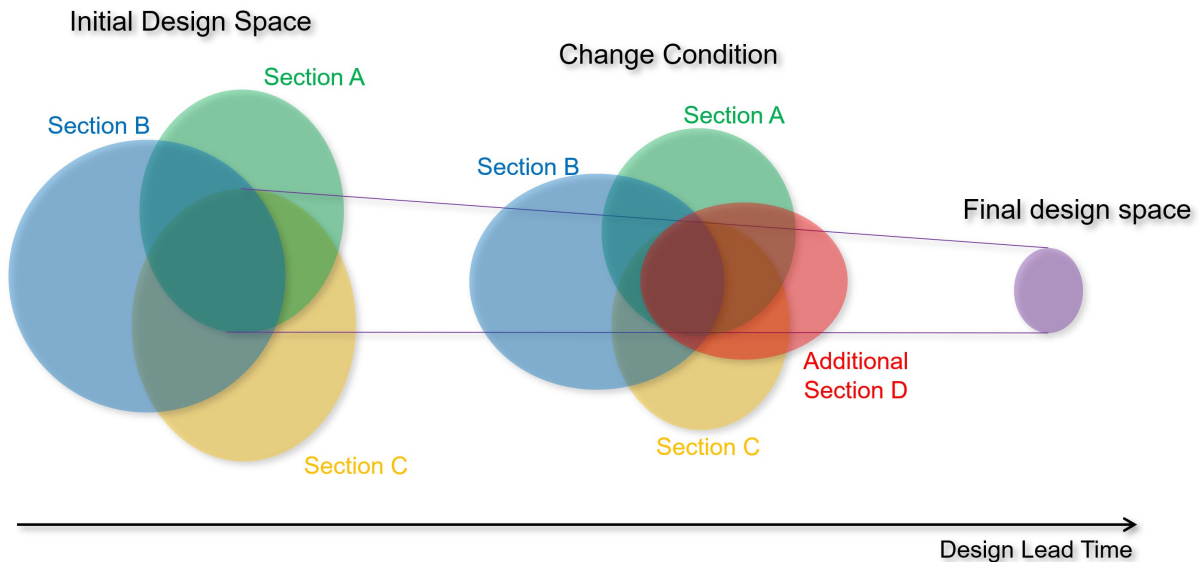 Initial Design Space
Section A
Section B
Section C
Change Condition
Section A
Section B
Additional
Section D
Section C
Final design space
Design Lead Time